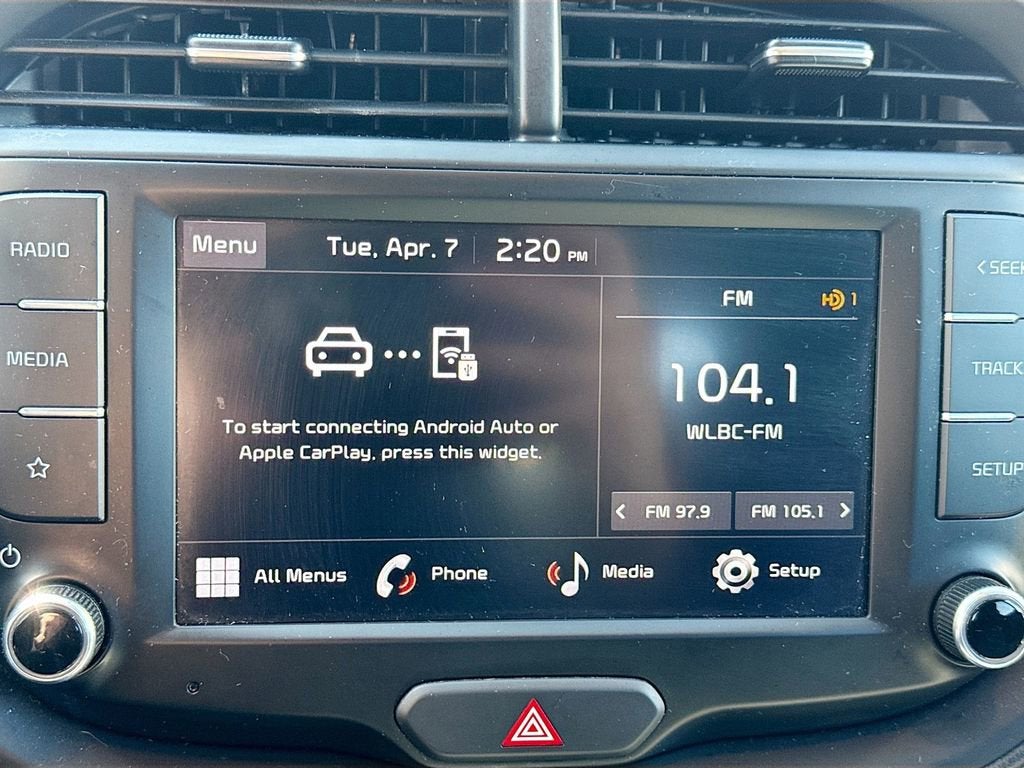 RADIO
MEDIA
Menu
Tue, Apr. 7
2:20 PM
To start connecting Android Auto or
Apple CarPlay, press this widget.
FM
HD 1
104.1
WLBC-FM
< FM 97.9
FM 105.1 >
All Menus
Phone
Media
Setup
< SEEK
TRACK
SETUP